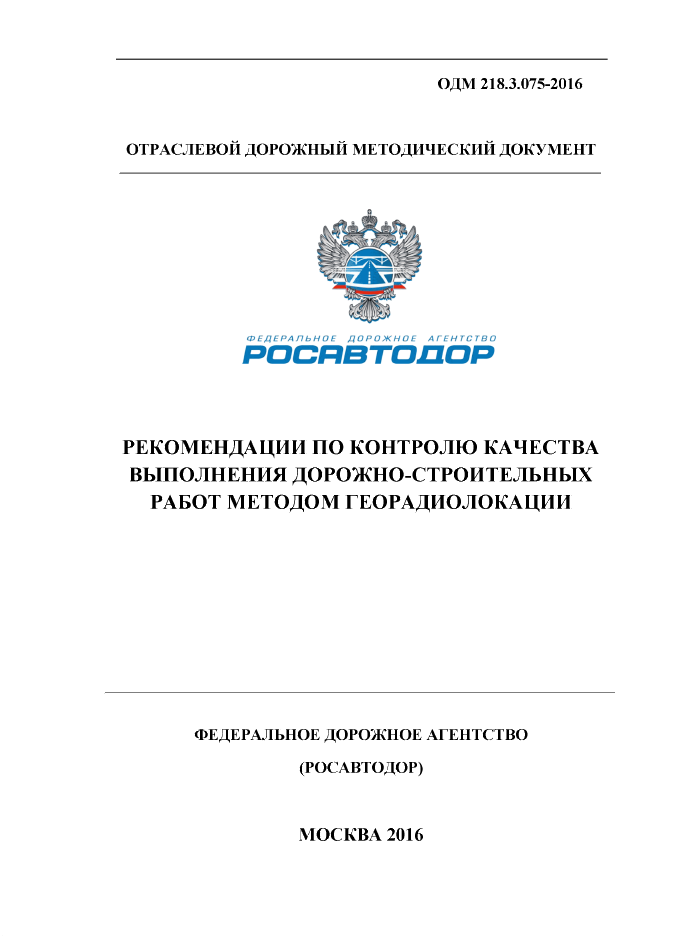 ОДМ 218.3.075-2016
ОТРАСЛЕВОЙ ДОРОЖНЫЙ МЕТОДИЧЕСКИЙ ДОКУМЕНТ
ФЕДЕРАЛЬНОЕ ДОРОЖНОЕ АГЕНТСТВО
РОСАВТОДОР
РЕКОМЕНДАЦИИ ПО КОНТРОЛЮ КАЧЕСТВА
ВЫПОЛНЕНИЯ ДОРОЖНО-СТРОИТЕЛЬНЫХ
РАБОТ МЕТОДОМ ГЕОРАДИОЛОКАЦИИ
ФЕДЕРАЛЬНОЕ ДОРОЖНОЕ АГЕНТСТВО
(РОСАВТОДОР)
МОСКВА 2016